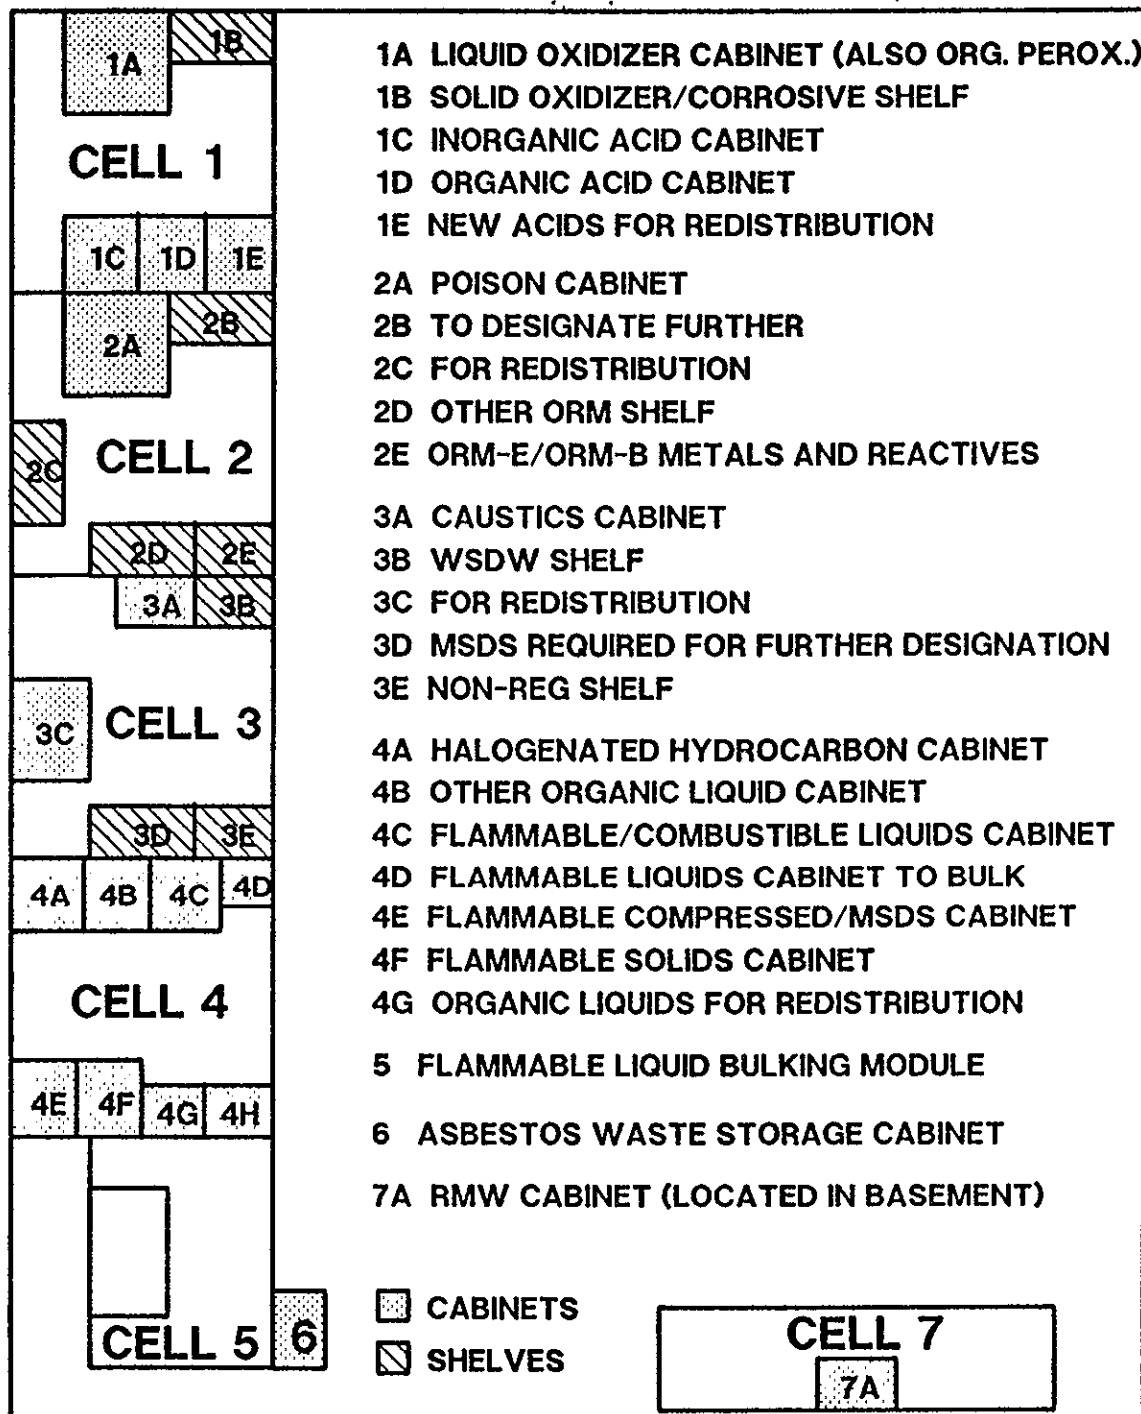 1A
1B
CELL 1
1C 1D 1E
2A
2B
2C
CELL 2
2D 2E
3A 3B
3C
CELL 3
3D 3E
4A 4B 4C 4D
CELL 4
4E 4F 4G 4H
CELL 5
6
1A LIQUID OXIDIZER CABINET (ALSO ORG. PEROX.)
1B SOLID OXIDIZER/CORROSIVE SHELF
1C INORGANIC ACID CABINET
1D ORGANIC ACID CABINET
1E NEW ACIDS FOR REDISTRIBUTION
2A POISON CABINET
2B TO DESIGNATE FURTHER
2C FOR REDISTRIBUTION
2D OTHER ORM SHELF
2E ORM-E/ORM-B METALS AND REACTIVES
3A CAUSTICS CABINET
3B WSDW SHELF
3C FOR REDISTRIBUTION
3D MSDS REQUIRED FOR FURTHER DESIGNATION
3E NON-REG SHELF
4A HALOGENATED HYDROCARBON CABINET
4B OTHER ORGANIC LIQUID CABINET
4C FLAMMABLE/COMBUSTIBLE LIQUIDS CABINET
4D FLAMMABLE LIQUIDS CABINET TO BULK
4E FLAMMABLE COMPRESSED/MSDS CABINET
4F FLAMMABLE SOLIDS CABINET
4G ORGANIC LIQUIDS FOR REDISTRIBUTION
5 FLAMMABLE LIQUID BULKING MODULE
6 ASBESTOS WASTE STORAGE CABINET
7A RMW CABINET (LOCATED IN BASEMENT)
CABINETS
SHELVES
CELL 7
7A